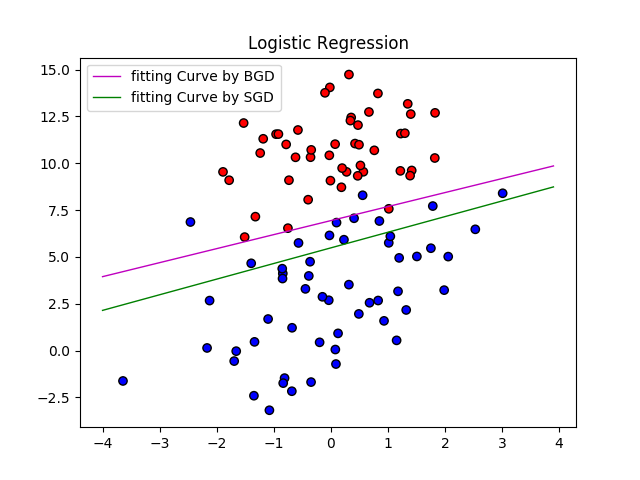 Logistic Regression
fitting Curve by BGD
fitting Curve by SGD
15.0
12.5
10.0
7.5
5.0
2.5
0.0
−2.5
−4 −3 −2 −1 0 1 2 3 4